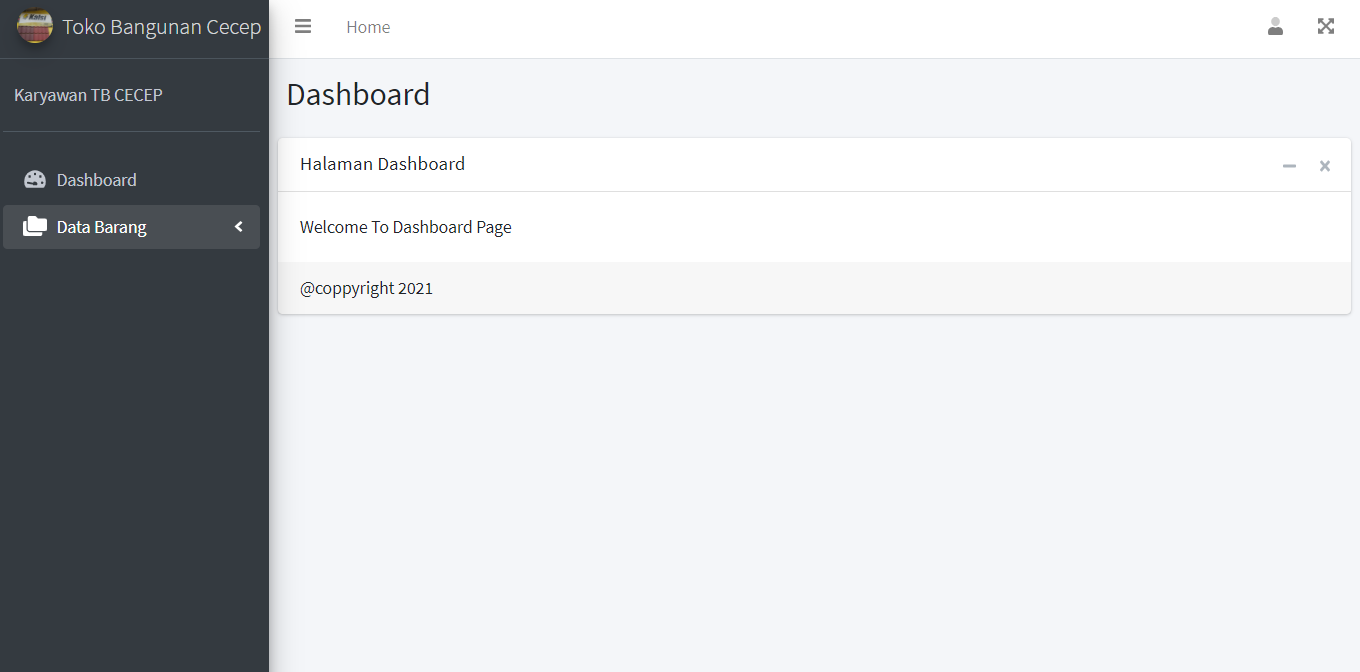 Toko Bangunan Cecep
Home
Karyawan TB CECEP
Dashboard
Data Barang
Dashboard
Halaman Dashboard
Welcome To Dashboard Page
@coppyright 2021